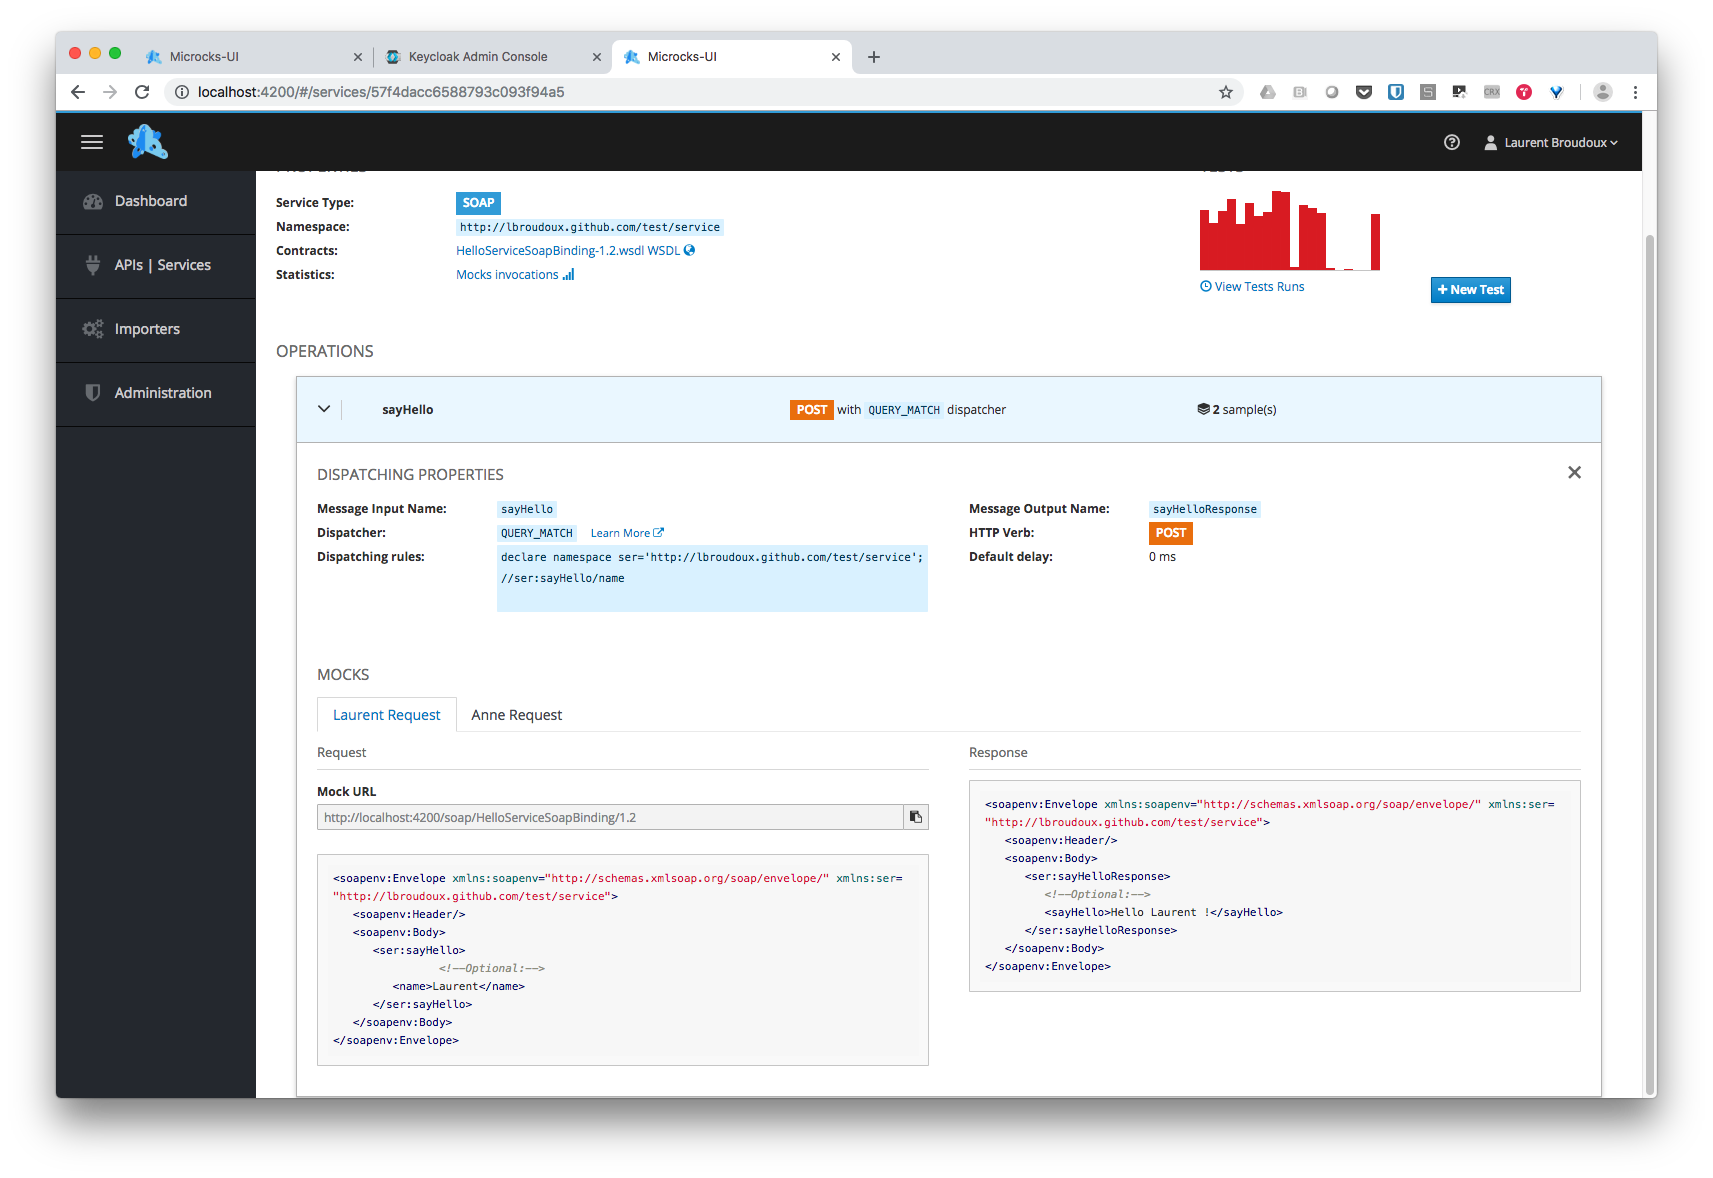 Microcks-UI
Keycloak Admin Console
Microcks-UI
localhost:4200/#/services/57f4dacc6588793c093f94a5
CRX
Laurent Broudoux
Dashboard
APIs | Services
Importers
Administration
Service Type:
SOAP
Namespace:
http://lbroudoux.github.com/test/service
Contracts:
HelloServiceSoapBinding-1.2.wsdl WSDL
Statistics:
Mocks invocations
View Tests Runs
+ New Test
OPERATIONS
sayHello
POST with QUERY_MATCH dispatcher
2 sample(s)
DISPATCHING PROPERTIES
Message Input Name:
sayHello
Dispatcher:
QUERY_MATCH
Learn More
Dispatching rules:
declare namespace ser='http://lbroudoux.github.com/test/service';
//ser:sayHello/name
Message Output Name:
sayHelloResponse
HTTP Verb:
POST
Default delay:
0 ms
MOCKS
Laurent Request
Anne Request
Request
Mock URL
http://localhost:4200/soap/HelloServiceSoapBinding/1.2
<soapenv:Envelope xmlns:soapenv="http://schemas.xmlsoap.org/soap/envelope/" xmlns:ser=
"http://lbroudoux.github.com/test/service">
<soapenv:Header/>
<soapenv:Body>
<ser:sayHello>
<!--Optional:-->
<name>Laurent</name>
</ser:sayHello>
</soapenv:Body>
</soapenv:Envelope>
Response
<soapenv:Envelope xmlns:soapenv="http://schemas.xmlsoap.org/soap/envelope/" xmlns:ser=
"http://lbroudoux.github.com/test/service">
<soapenv:Header/>
<soapenv:Body>
<ser:sayHelloResponse>
<!--Optional:-->
<sayHello>Hello Laurent !</sayHello>
</ser:sayHelloResponse>
</soapenv:Body>
</soapenv:Envelope>